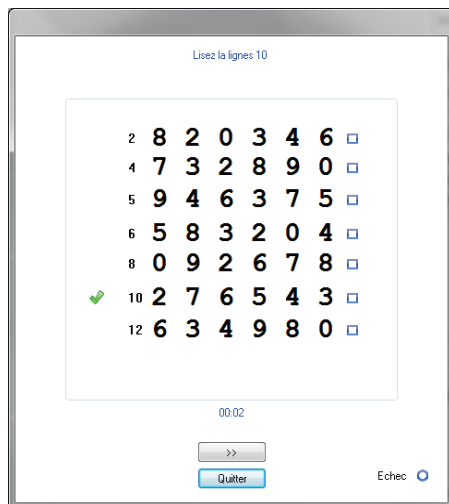 Lisez la lignes 10
2 8 2 0 3 4 6
4 7 3 2 8 9 0
5 9 4 6 3 7 5
6 5 8 3 2 0 4
8 0 9 2 6 7 8
10 2 7 6 5 4 3
12 6 3 4 9 8 0
00:02
>>
Quitter
Echec